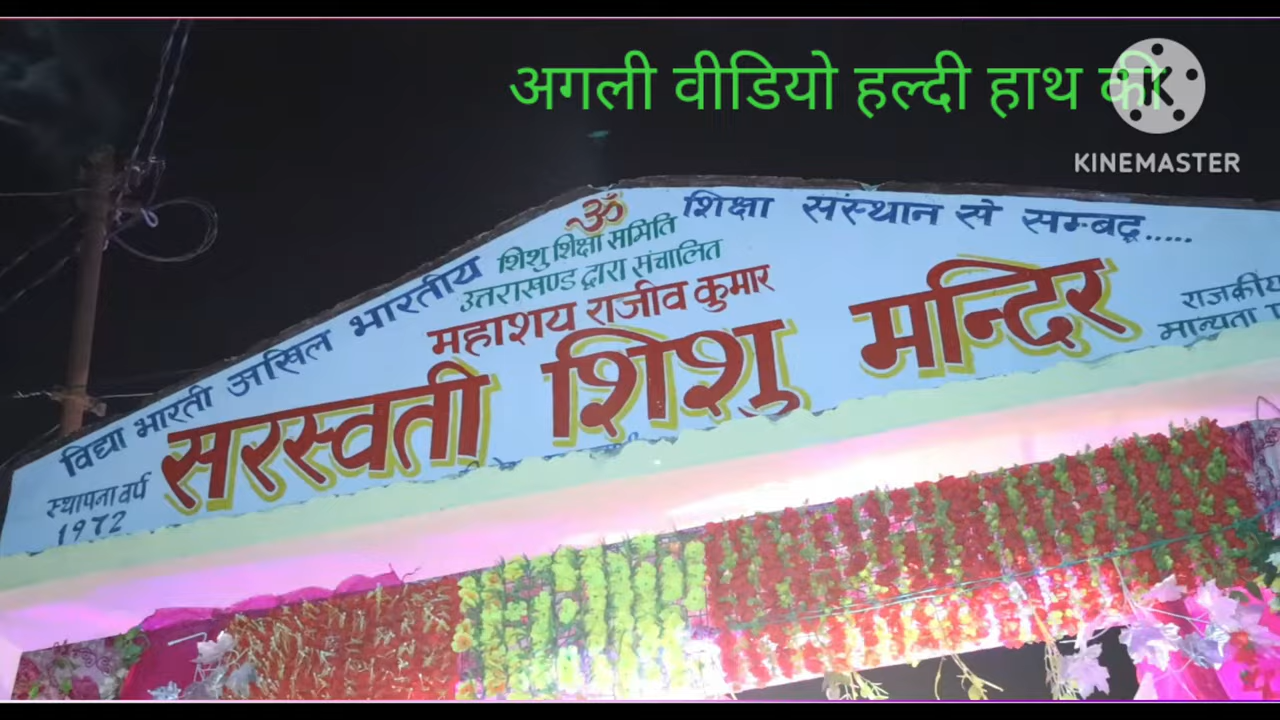 अगली वीडियो हल्दी हाथ की
KINEMASTER
ॐ
विद्या भारती अखिल भारतीय शिक्षा संस्थान से सम्बद्ध.....
शिशु शिक्षा समिति
उत्तराखण्ड द्वारा संचालित
महाशय राजीव कुमार
सरस्वती शिशु मन्दिर
स्थापना वर्ष
1972
राजकीय
मान्यता